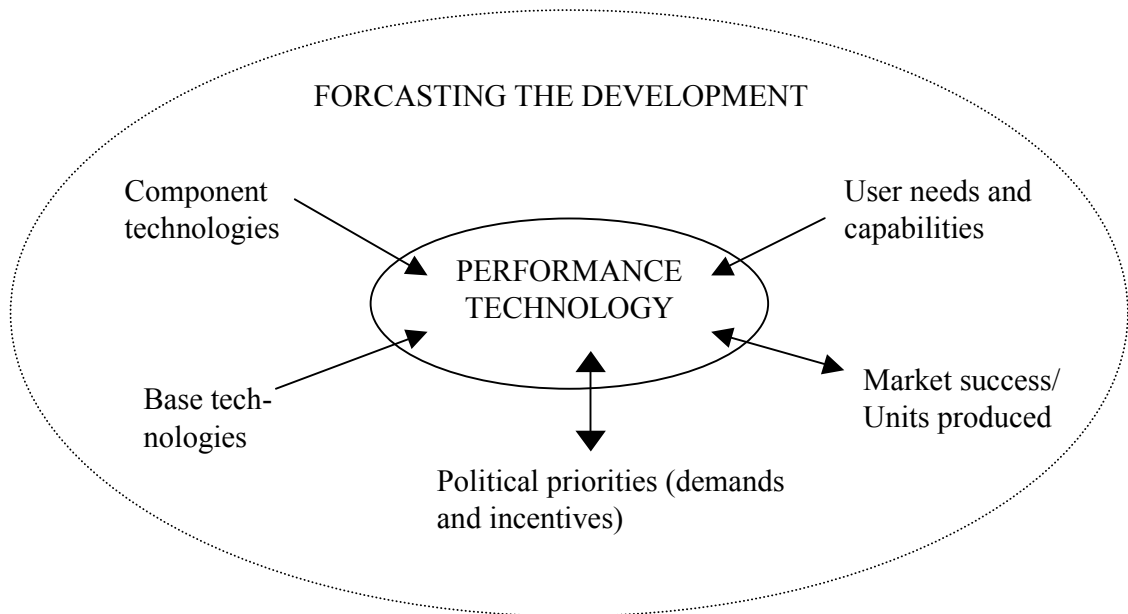 FORCASTING THE DEVELOPMENT
Component
technologies
User needs and
capabilities
PERFORMANCE
TECHNOLOGY
Base tech-
nologies
Market success/
Units produced
Political priorities (demands
and incentives)